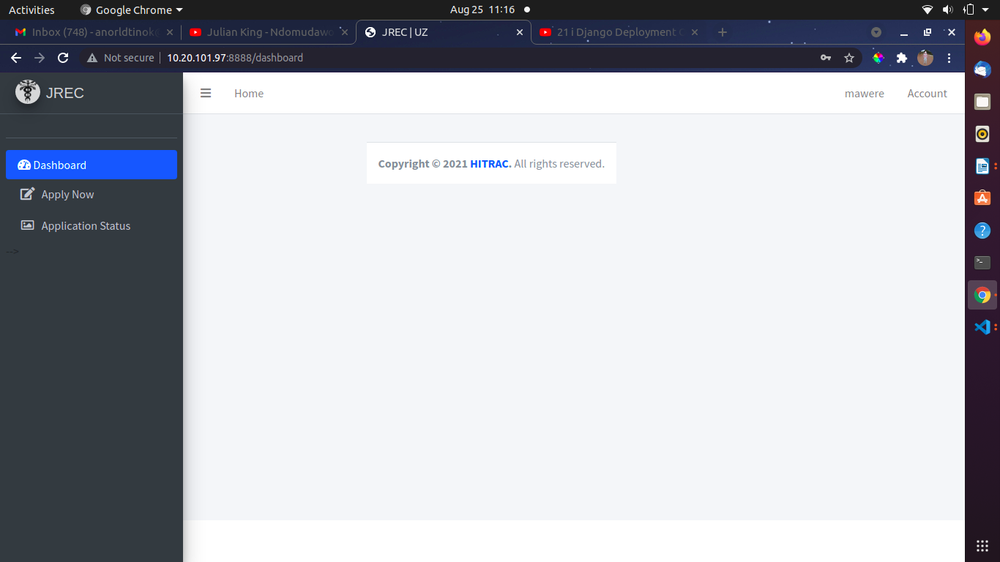 Activities
Google Chrome
Aug 25 11:16
Inbox (748) - anorldtinok
Julian King - Ndomudawo
JREC | UZ
21 i Django Deployment
Not secure
10.20.101.97:8888/dashboard
JREC
Home
mawere
Account
Dashboard
Copyright © 2021 HITRAC. All rights reserved.
Apply Now
Application Status
-->